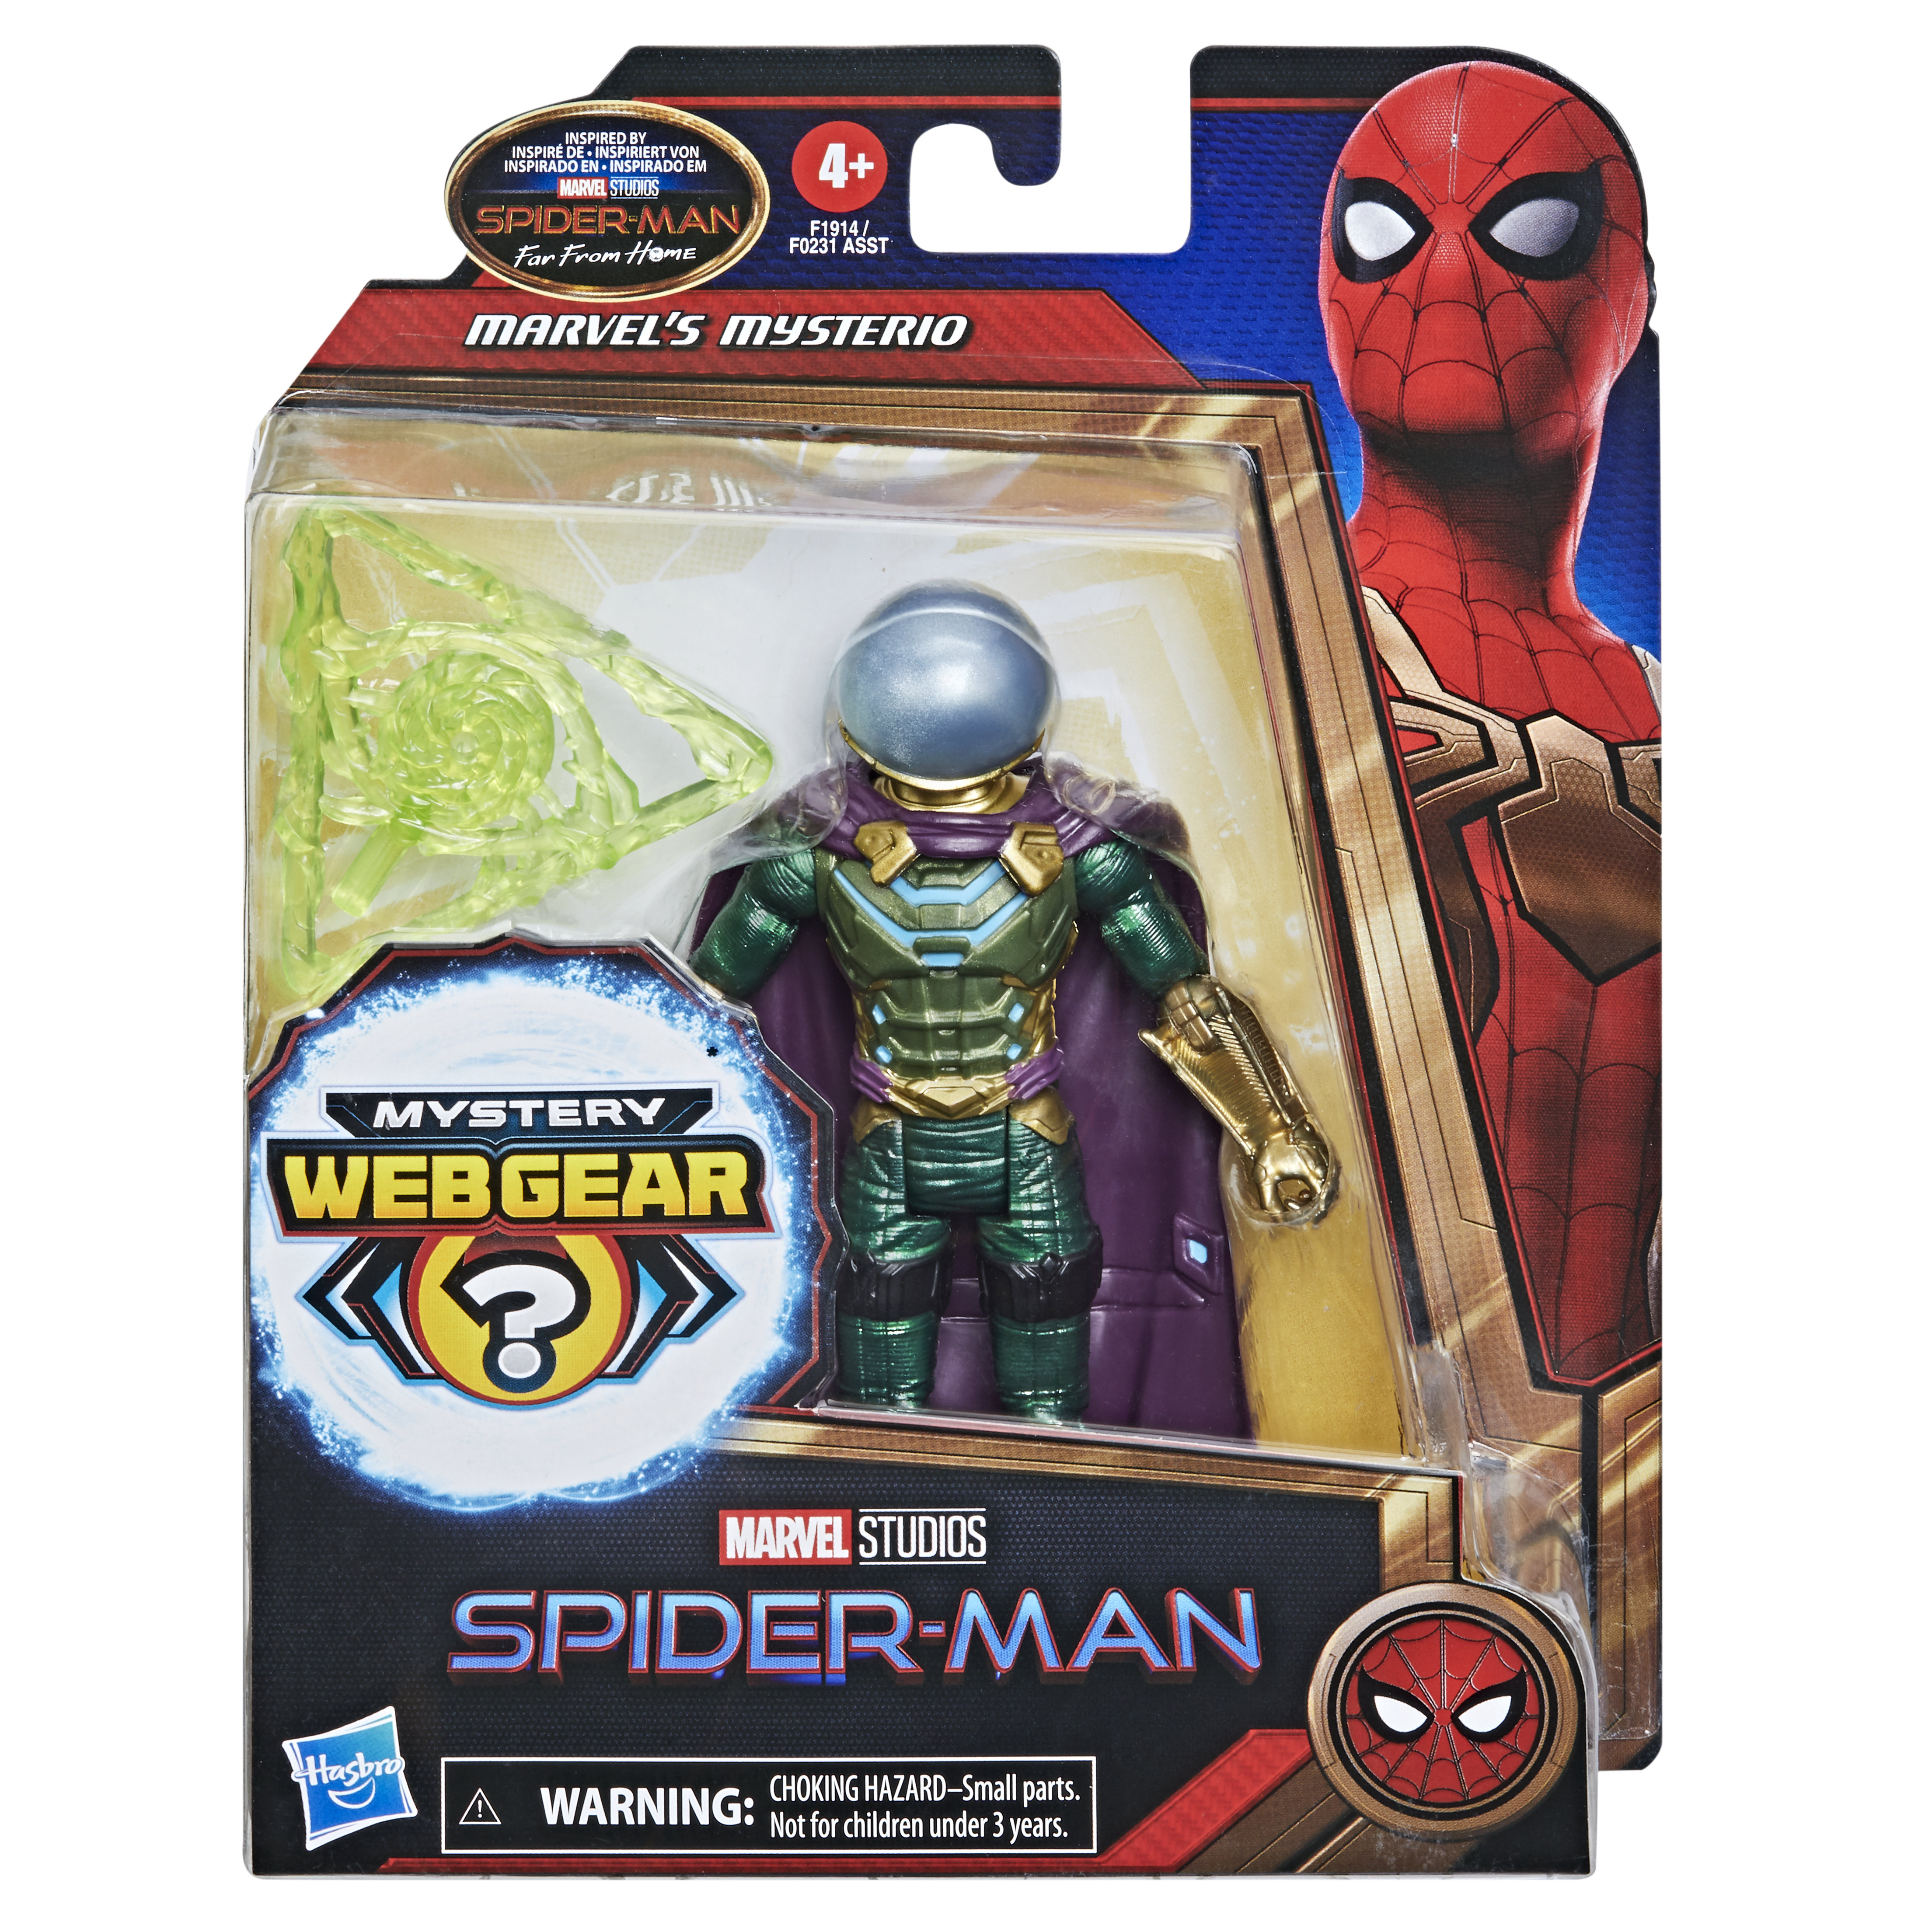 INSPIRED BY
INSPIRÉ DE • INSPIRIERT VON
INSPIRADO EN • INSPIRADO EM
MARVEL STUDIOS
SPIDER-MAN
Far From Home
4+
F1914 /
F0231 ASST
MARVEL'S MYSTERIO
MYSTERY
WEB GEAR
?
MARVEL STUDIOS
SPIDER-MAN
Hasbro
WARNING: CHOKING HAZARD–Small parts.
Not for children under 3 years.